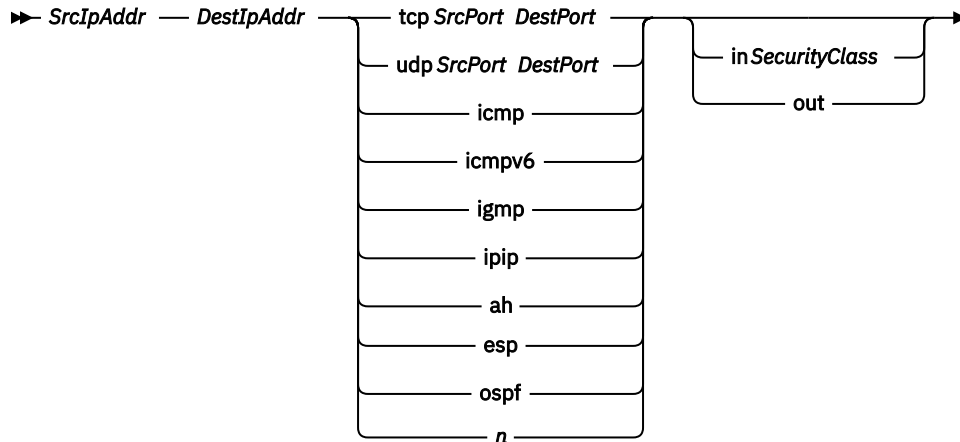 SrcIpAddr DestIpAddr tcp SrcPort DestPort
in SecurityClass
udp SrcPort DestPort
out
icmp
icmpv6
igmp
ipip
ah
esp
ospf
n